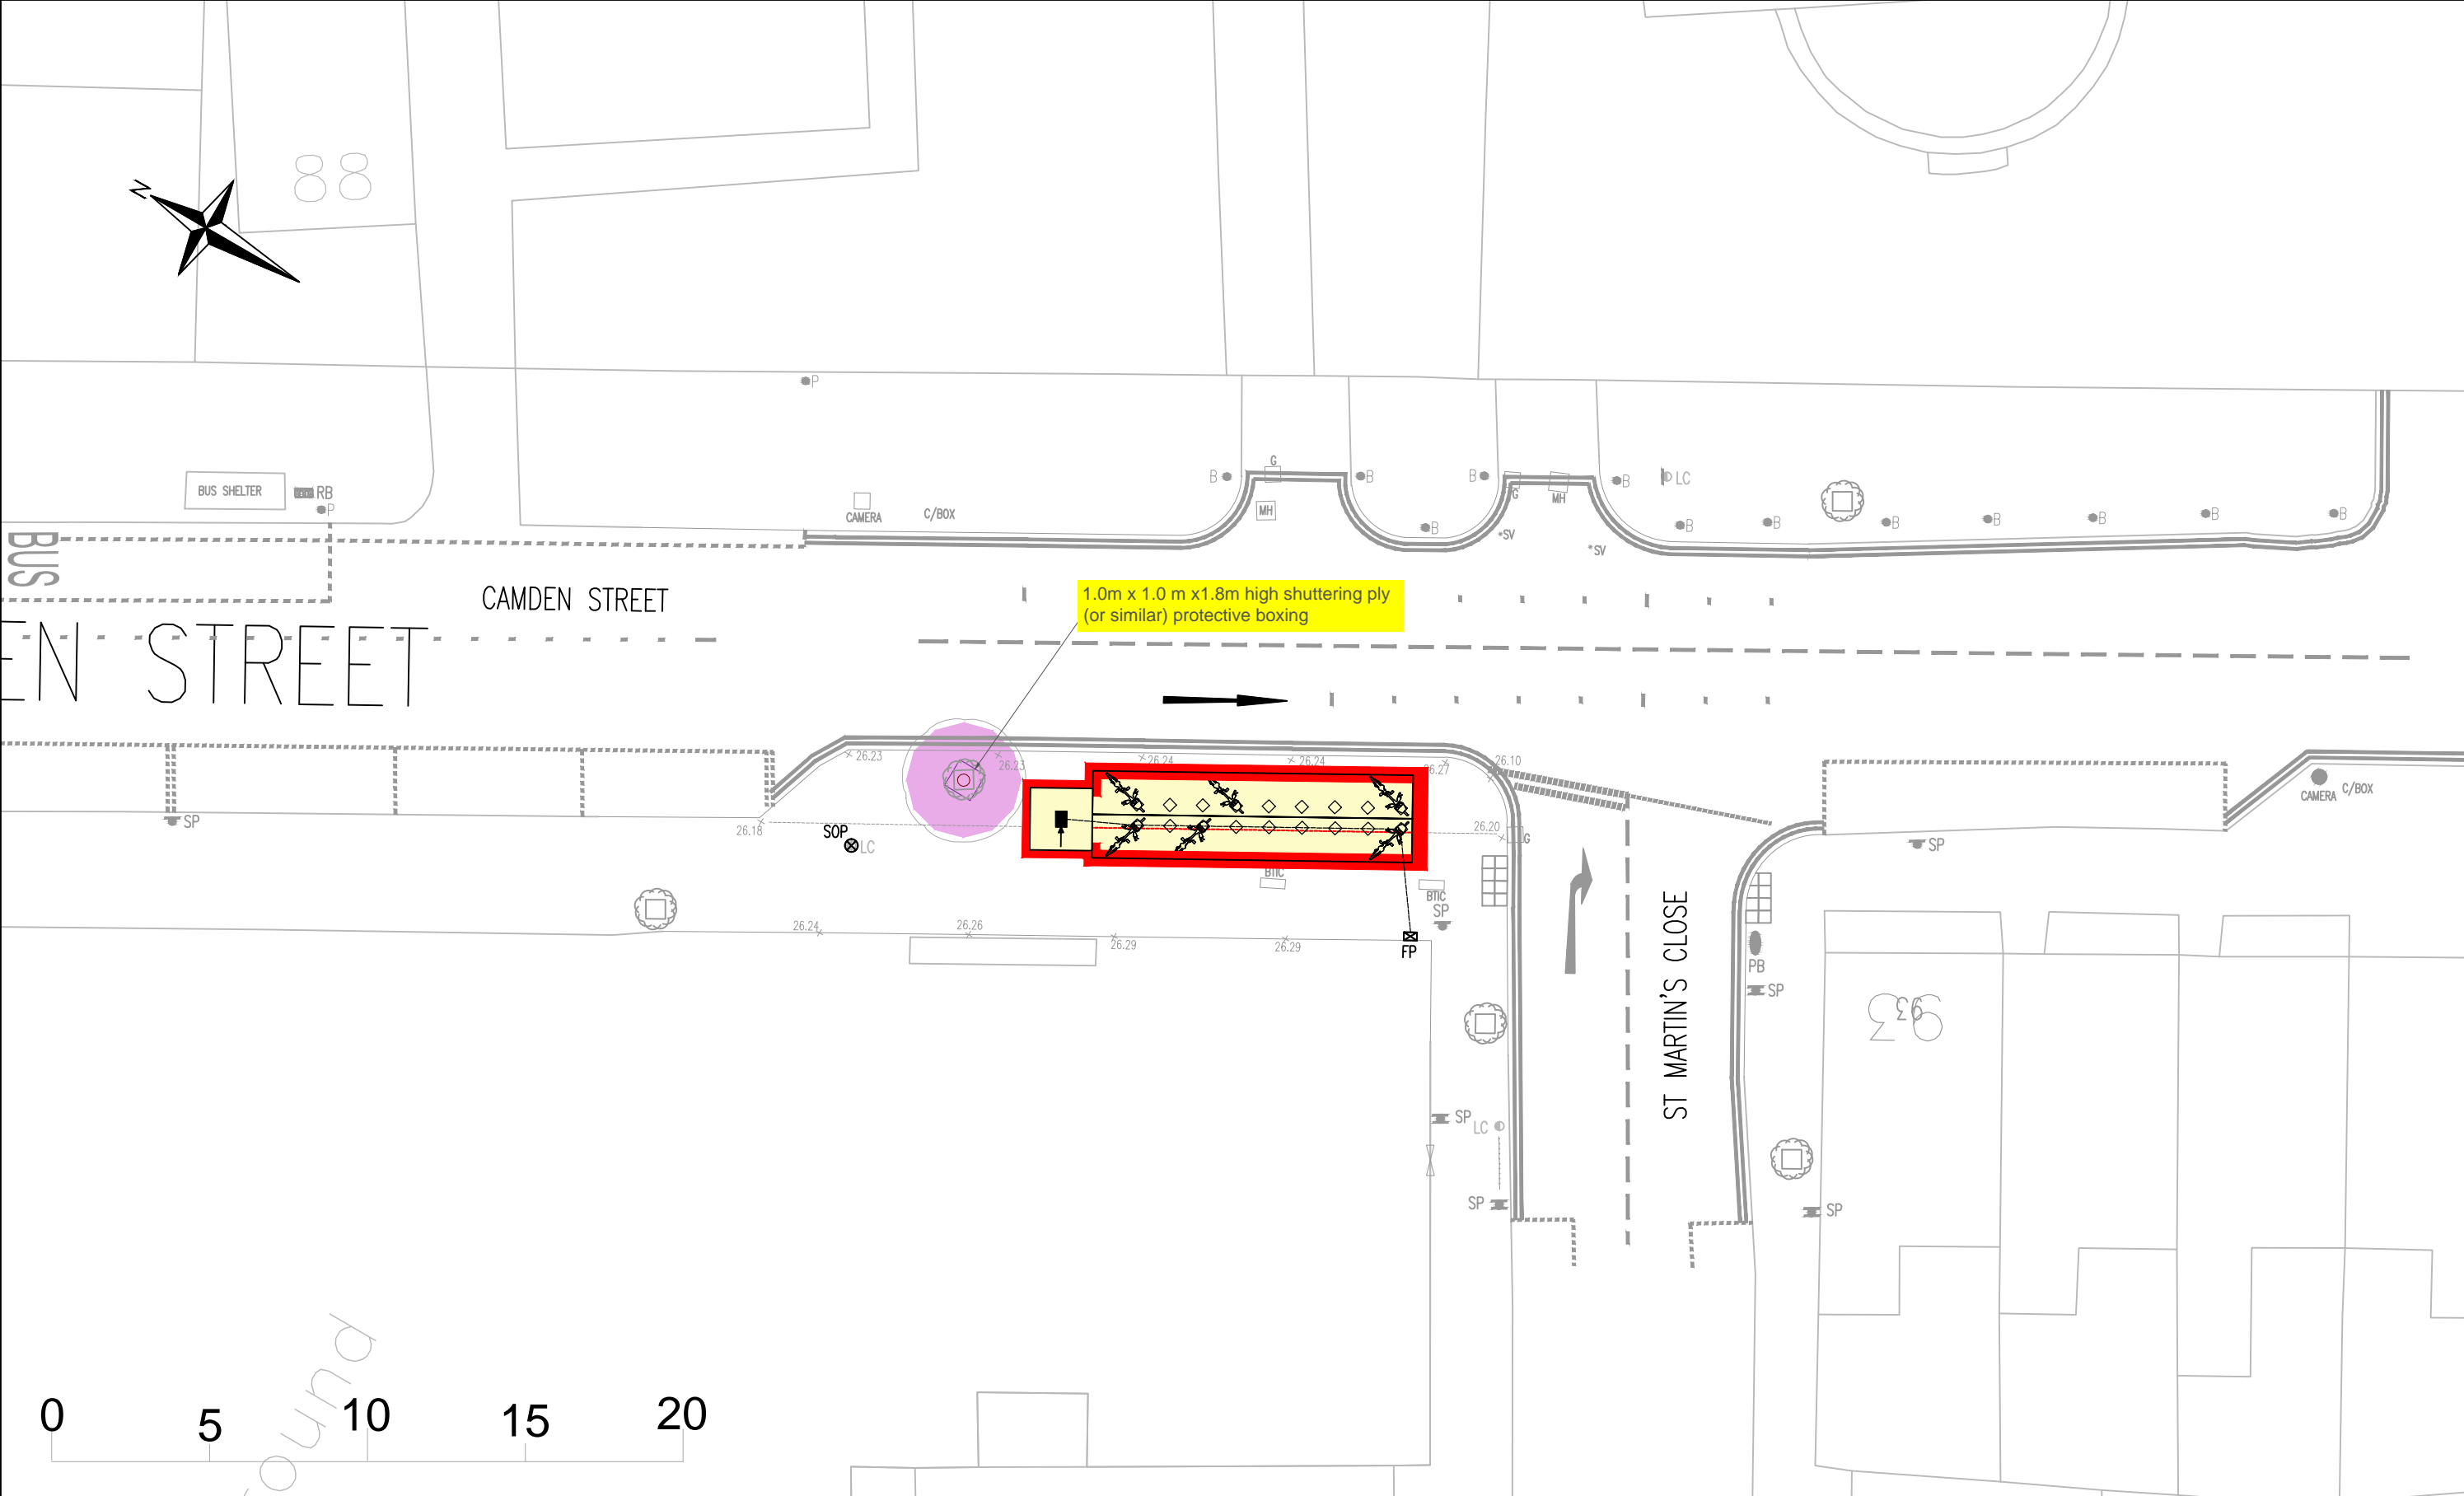 N
88
P
BUS SHELTER
RB
P
BUS
CAMERA
C/BOX
B
G
MH
B
B
G
MH
B
LC
B
B
B
B
B
B
B
B
*SV
*SV
CAMDEN STREET
EN STREET
1.0m x 1.0 m x1.8m high shuttering ply
(or similar) protective boxing
26.23
26.23
26.24
26.24
26.27
26.10
SP
26.18
SOP
LC
26.20
G
BTIC
BTIC
SP
26.24
26.26
26.29
26.29
FP
CAMERA
C/BOX
SP
PB
SP
93
93
ST MARTIN'S CLOSE
SP
LC
SP
SP
ound
0
5
10
15
20